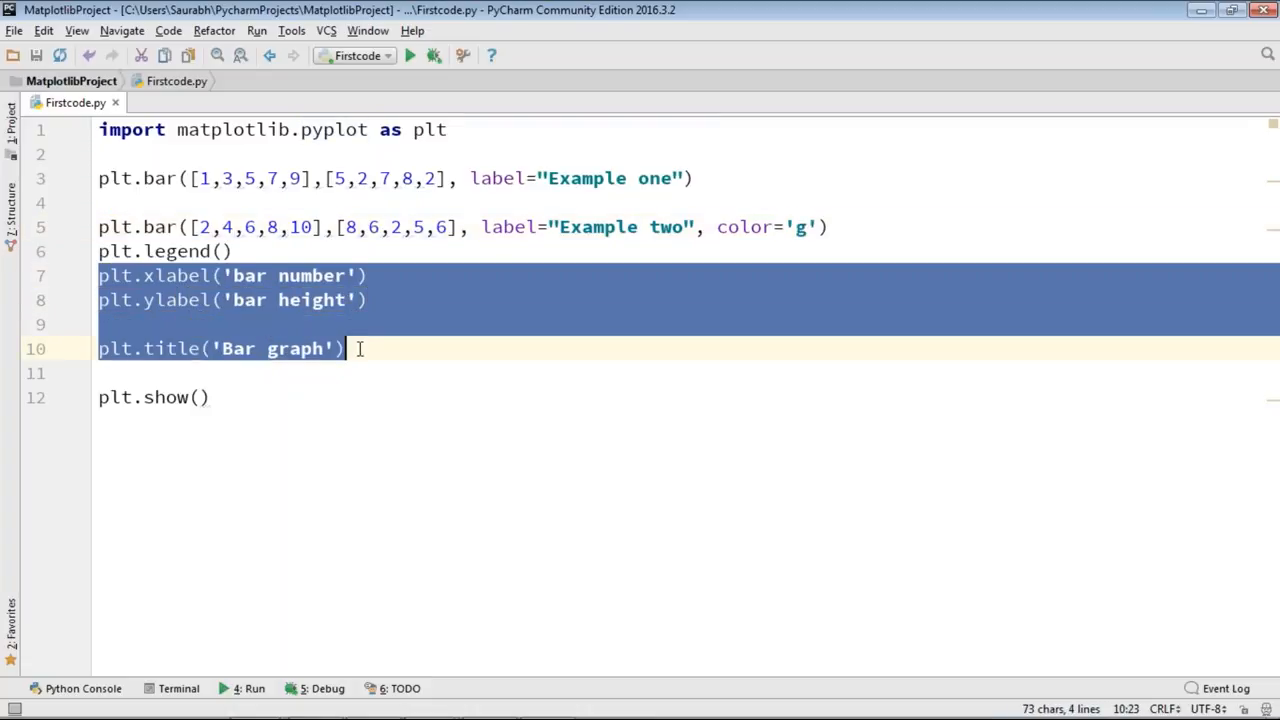 MatplotlibProject - [C:\Users\Saurabh\PycharmProjects\MatplotlibProject] - ...\Firstcode.py - PyCharm Community Edition 2016.3.2
File Edit View Navigate Code Refactor Run Tools VCS Window Help
Firstcode
MatplotlibProject Firstcode.py
Firstcode.py
1: Project
7: Structure
2: Favorites
1 import matplotlib.pyplot as plt
2
3 plt.bar([1,3,5,7,9],[5,2,7,8,2], label="Example one")
4
5 plt.bar([2,4,6,8,10],[8,6,2,5,6], label="Example two", color='g')
6 plt.legend()
7 plt.xlabel('bar number')
8 plt.ylabel('bar height')
9
10 plt.title('Bar graph')
11
12 plt.show()
Python Console Terminal 4: Run 5: Debug 6: TODO Event Log
73 chars, 4 lines 10:23 CRLF UTF-8